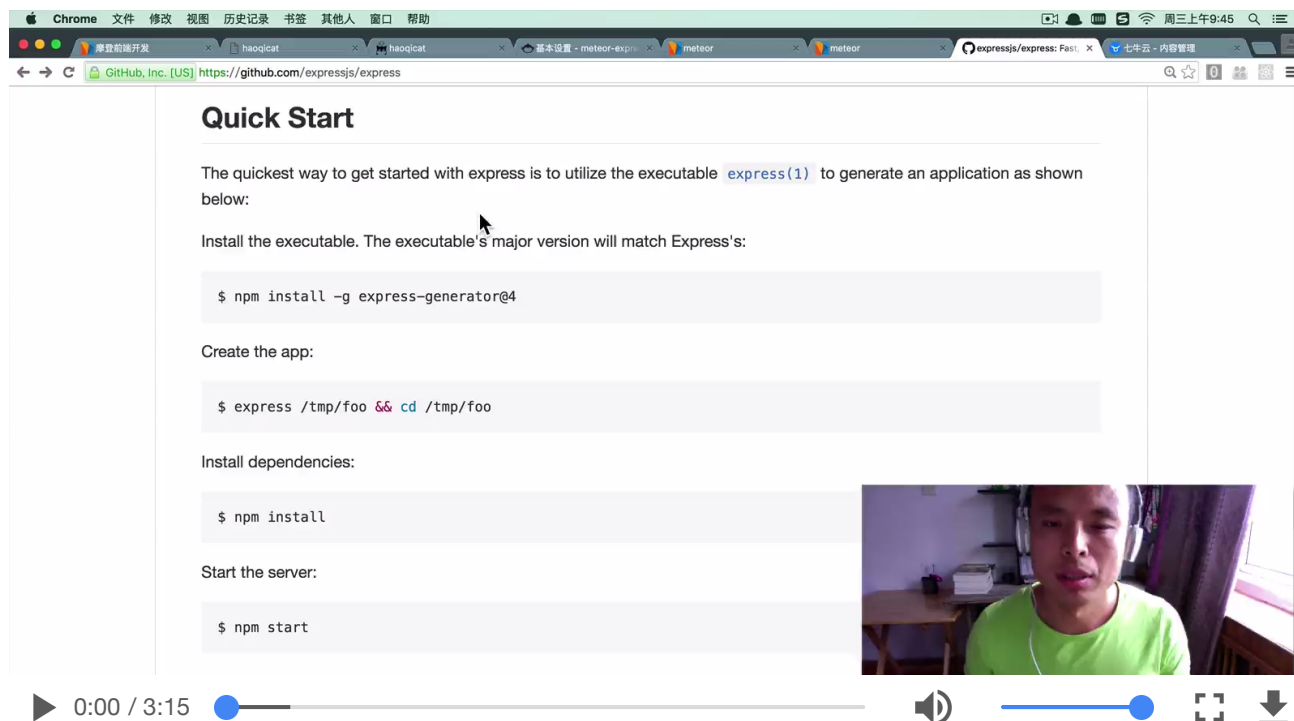 Chrome 文件 修改 视图 历史记录 书签 其他人 窗口 帮助 周三上午9:45
摩登前端开发 haoqicat haoqicat 基本设置 - meteor-expre meteor meteor expressjs/express: Fast, 七牛云 - 内容管理
GitHub, Inc. [US] https://github.com/expressjs/express
Quick Start
The quickest way to get started with express is to utilize the executable express(1) to generate an application as shown
below:
Install the executable. The executable's major version will match Express's:
$ npm install -g express-generator@4
Create the app:
$ express /tmp/foo && cd /tmp/foo
Install dependencies:
$ npm install
Start the server:
$ npm start
0:00 / 3:15